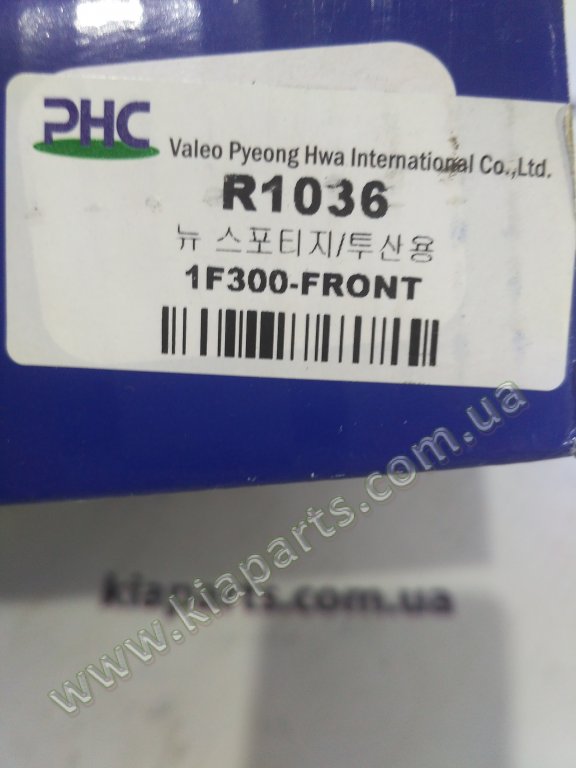 PHC
Valeo Pyeong Hwa International Co.,Ltd.
R1036
뉴 스포티지/투산용
1F300-FRONT
www.kiaparts.com.ua
kiaparts.com.ua